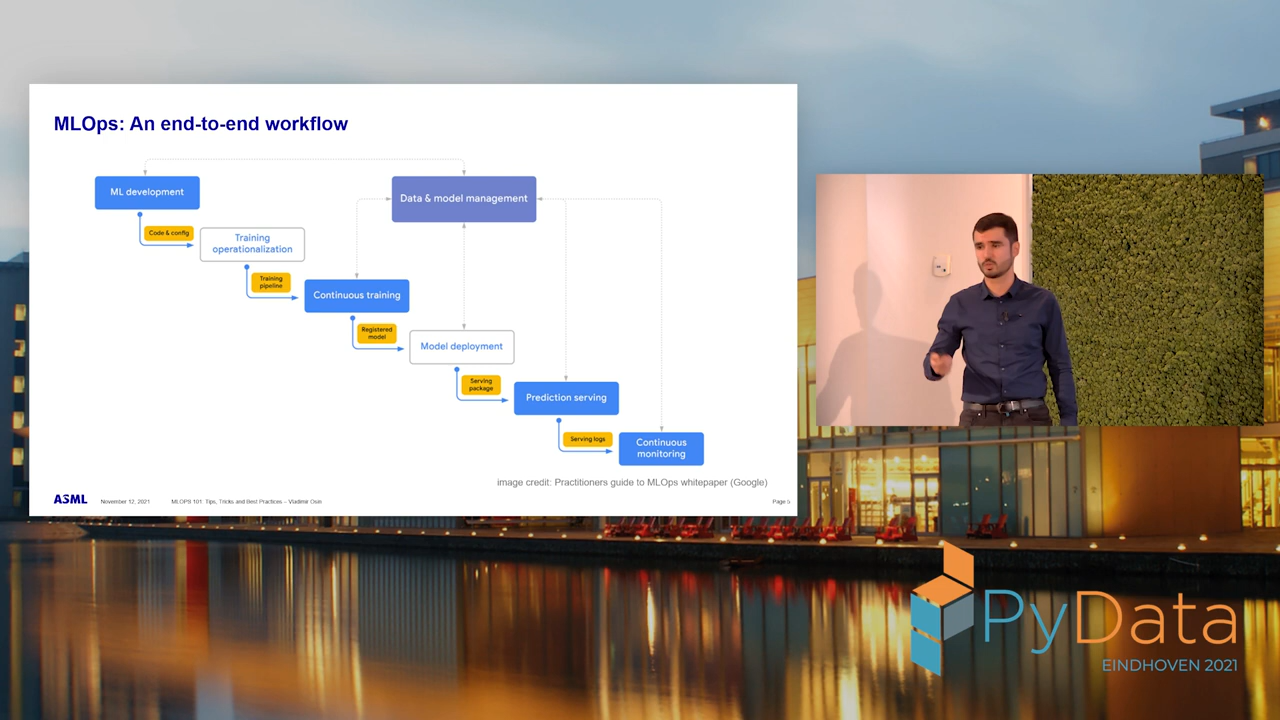 MLOps: An end-to-end workflow
ML development
Data & model management
Code & config
Training
operationalization
Training
pipeline
Continuous training
Registered
model
Model deployment
Serving
package
Prediction serving
Serving logs
Continuous
monitoring
image credit: Practitioners guide to MLOps whitepaper (Google)
ASML
November 12, 2021
MLOPS 101 Tips, Tricks and Best Practices – Vladimir Osin
Page 5
PyData
EINDHOVEN 2021